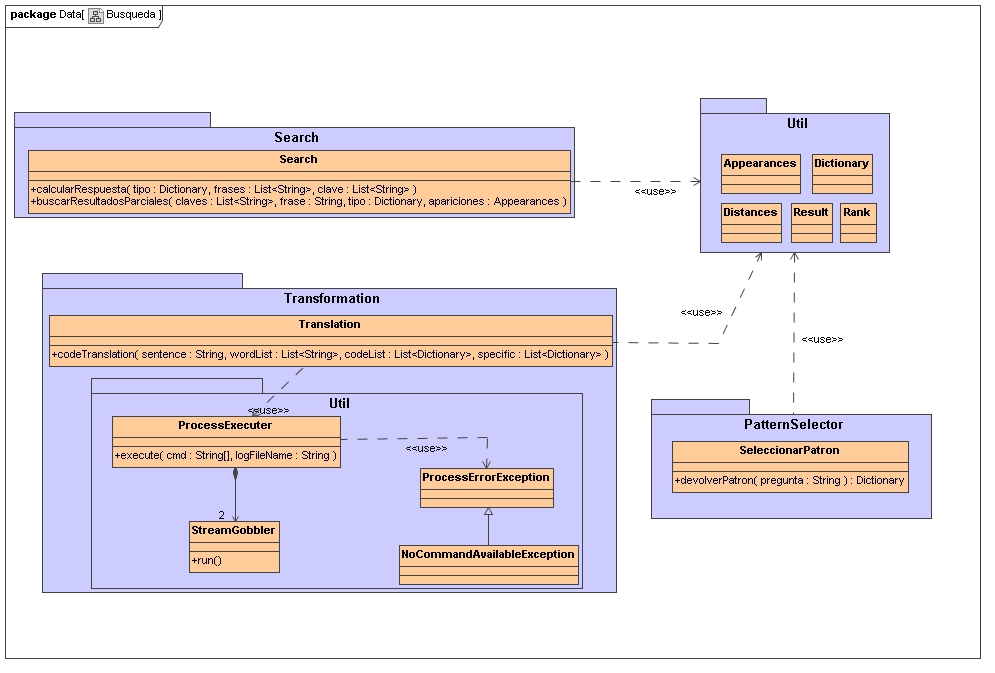 package Data[ Busqueda ]
Search
Search
+calcularRespuesta( tipo : Dictionary, frases : List<String>, clave : List<String> )
+buscarResultadosParciales( claves : List<String>, frase : String, tipo : Dictionary, apariciones : Appearances )
<<use>>
Util
Appearances
Dictionary
Distances
Result
Rank
Transformation
Translation
+codeTranslation( sentence : String, wordList : List<String>, codeList : List<Dictionary>, specific : List<Dictionary> )
<<use>>
<<use>>
Util
<<use>>
ProcessExecuter
+execute( cmd : String[], logFileName : String )
<<use>>
ProcessErrorException
2
StreamGobbler
+run()
NoCommandAvailableException
PatternSelector
SeleccionarPatron
+devolverPatron( pregunta : String ) : Dictionary